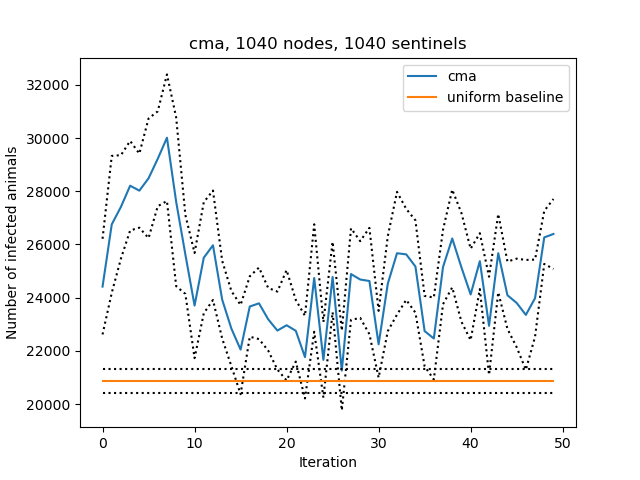 cma, 1040 nodes, 1040 sentinels
cma
uniform baseline
Number of infected animals
32000
30000
28000
26000
24000
22000
20000
0 10 20 30 40 50
Iteration